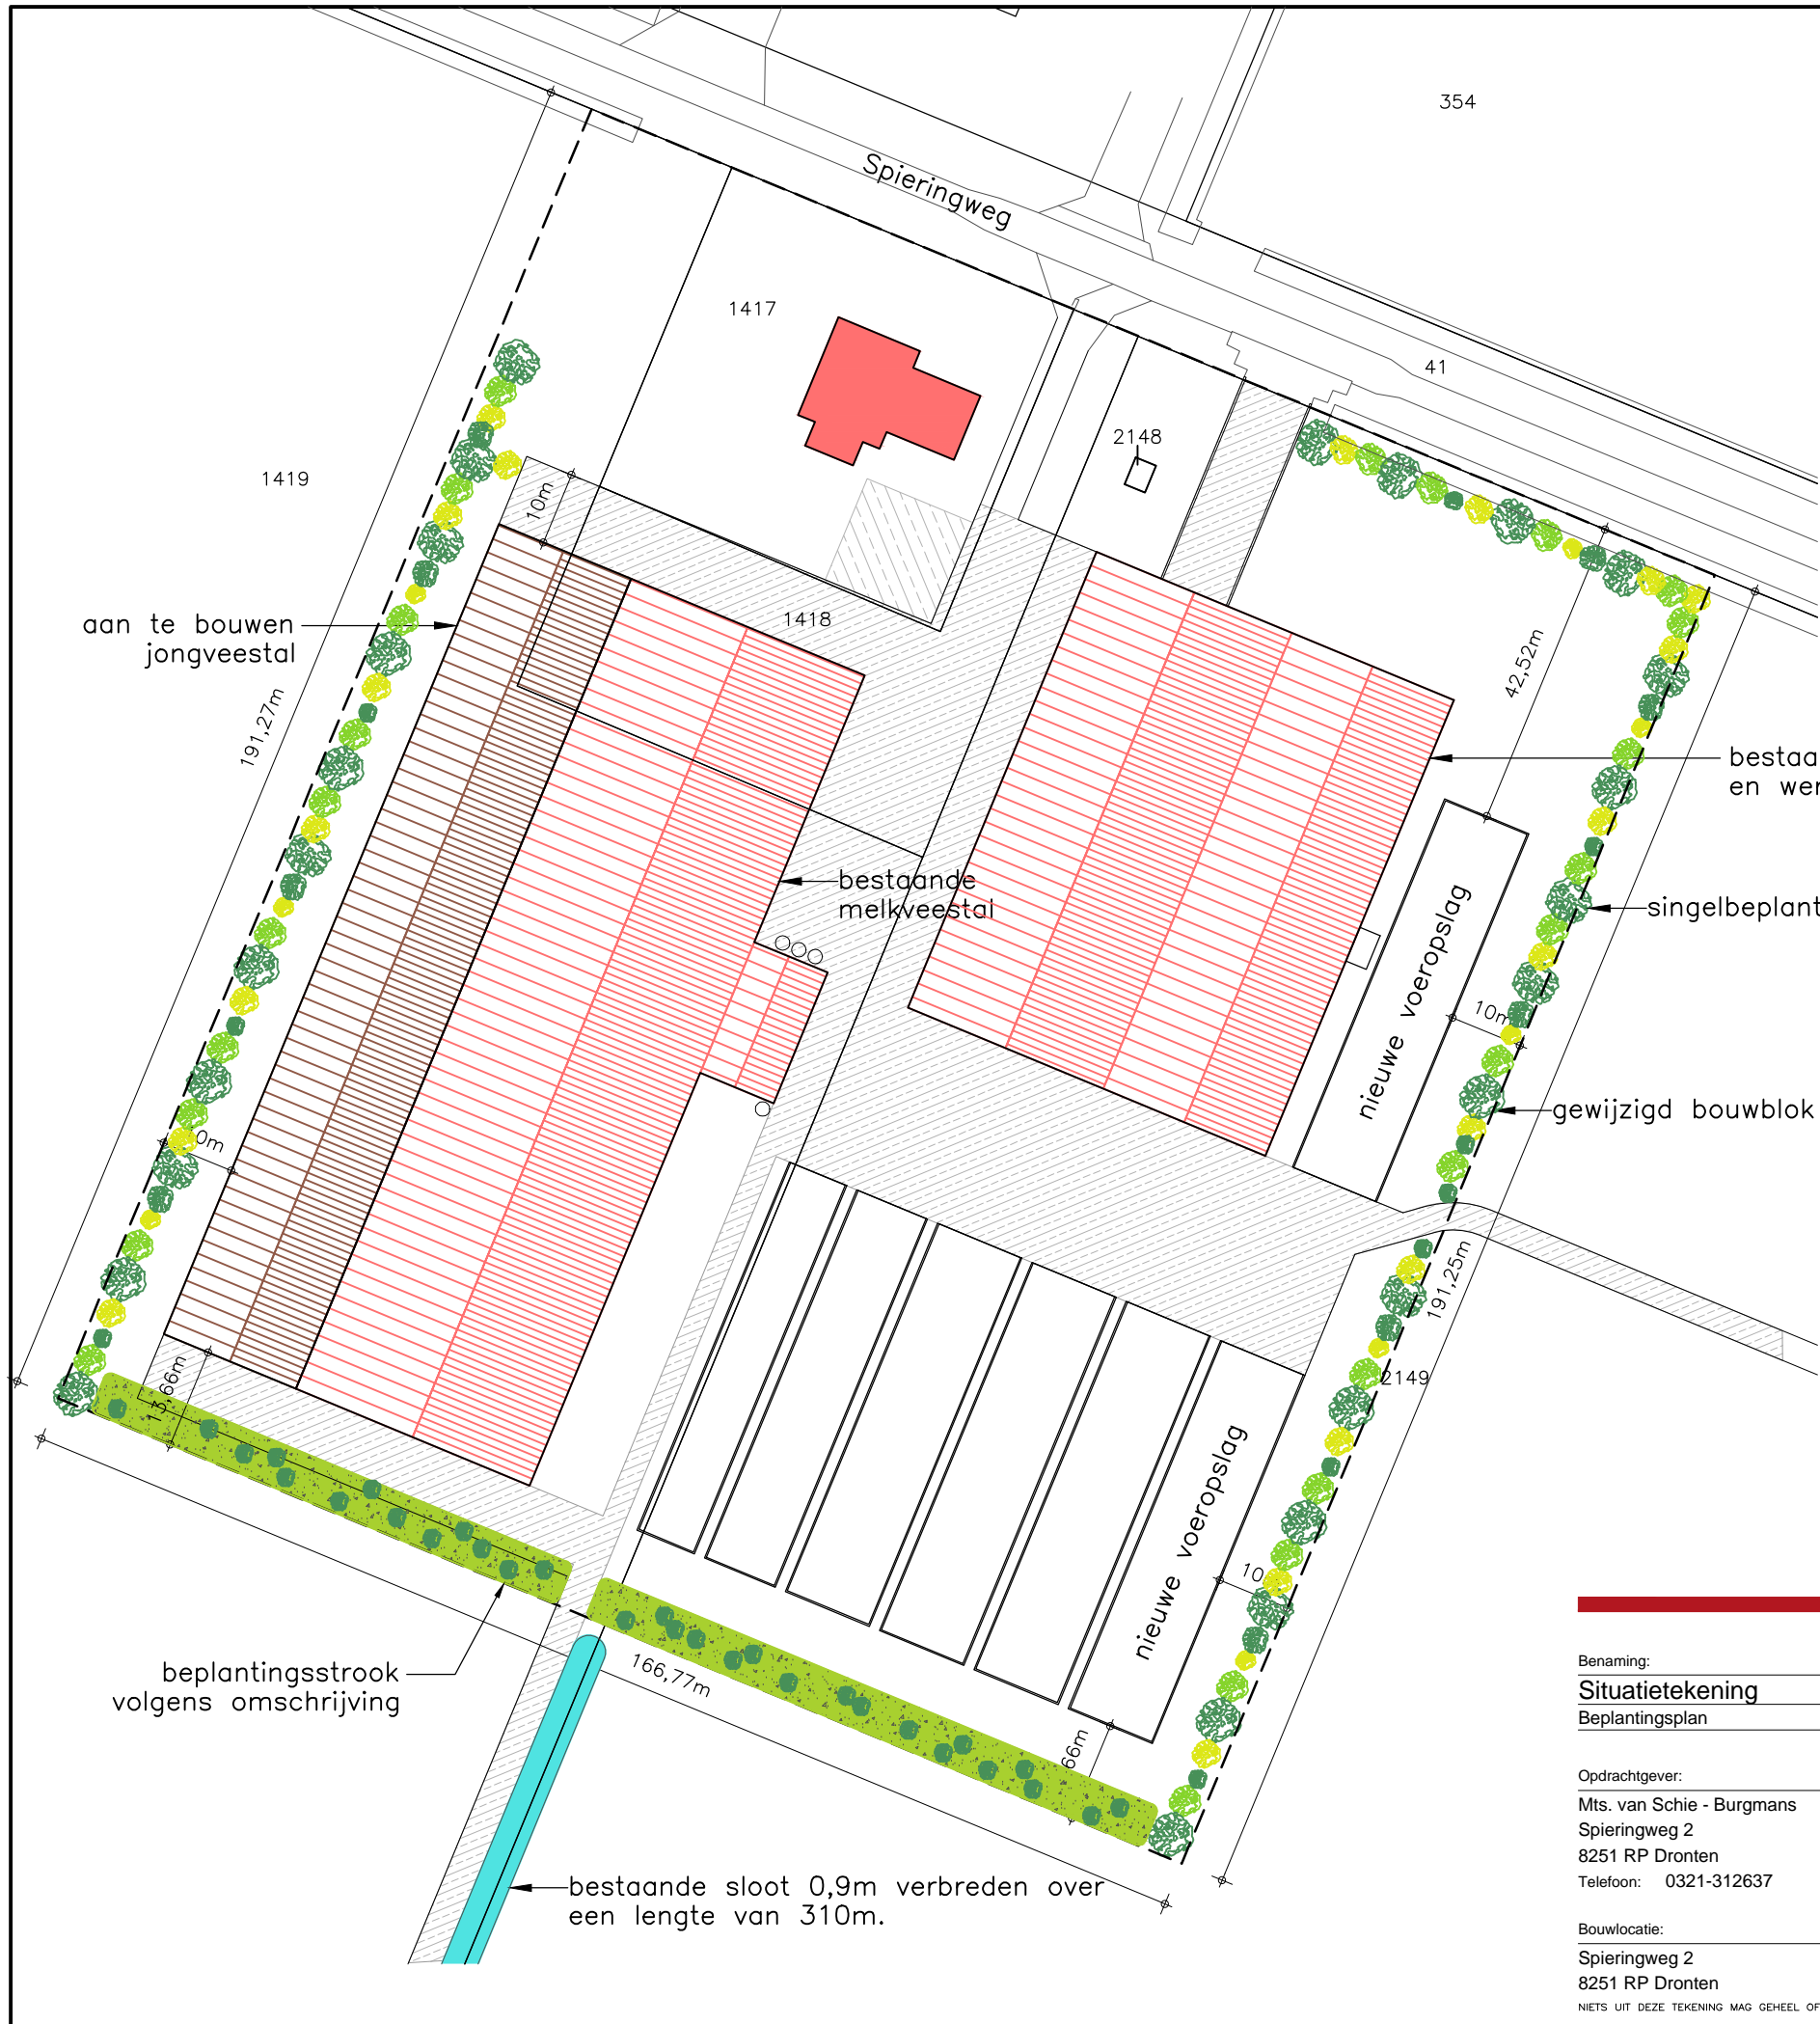 354
Spieringweg
1417
41
2148
1419
10m
aan te bouwen
jongveestal
1418
42,52m
191,27m
bestaa
en wer
bestaande
melkveestal
singelbeplant
nieuwe voeropslag
10m
gewijzigd bouwblok
0m
191,25m
13,66m
2149
nieuwe voeropslag
10
beplantingsstrook
volgens omschrijving
166,77m
66m
bestaande sloot 0,9m verbreden over
een lengte van 310m.
Benaming:
Situatietekening
Beplantingsplan
Opdrachtgever:
Mts. van Schie - Burgmans
Spieringweg 2
8251 RP Dronten
Telefoon: 0321-312637
Bouwlocatie:
Spieringweg 2
8251 RP Dronten
NIETS UIT DEZE TEKENING MAG GEHEEL OF